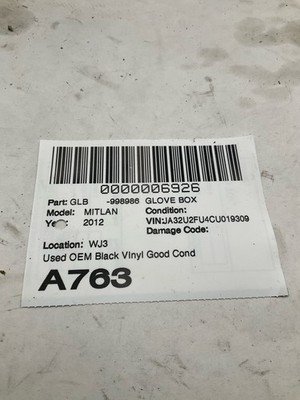 0000006926
Part: GLB -998986 GLOVE BOX
Model: MITLAN Condition:
2012 VIN:JA32U2FU4CU019309
Damage Code:
Location: WJ3
Used OEM Black VInyl Good Cond
A763